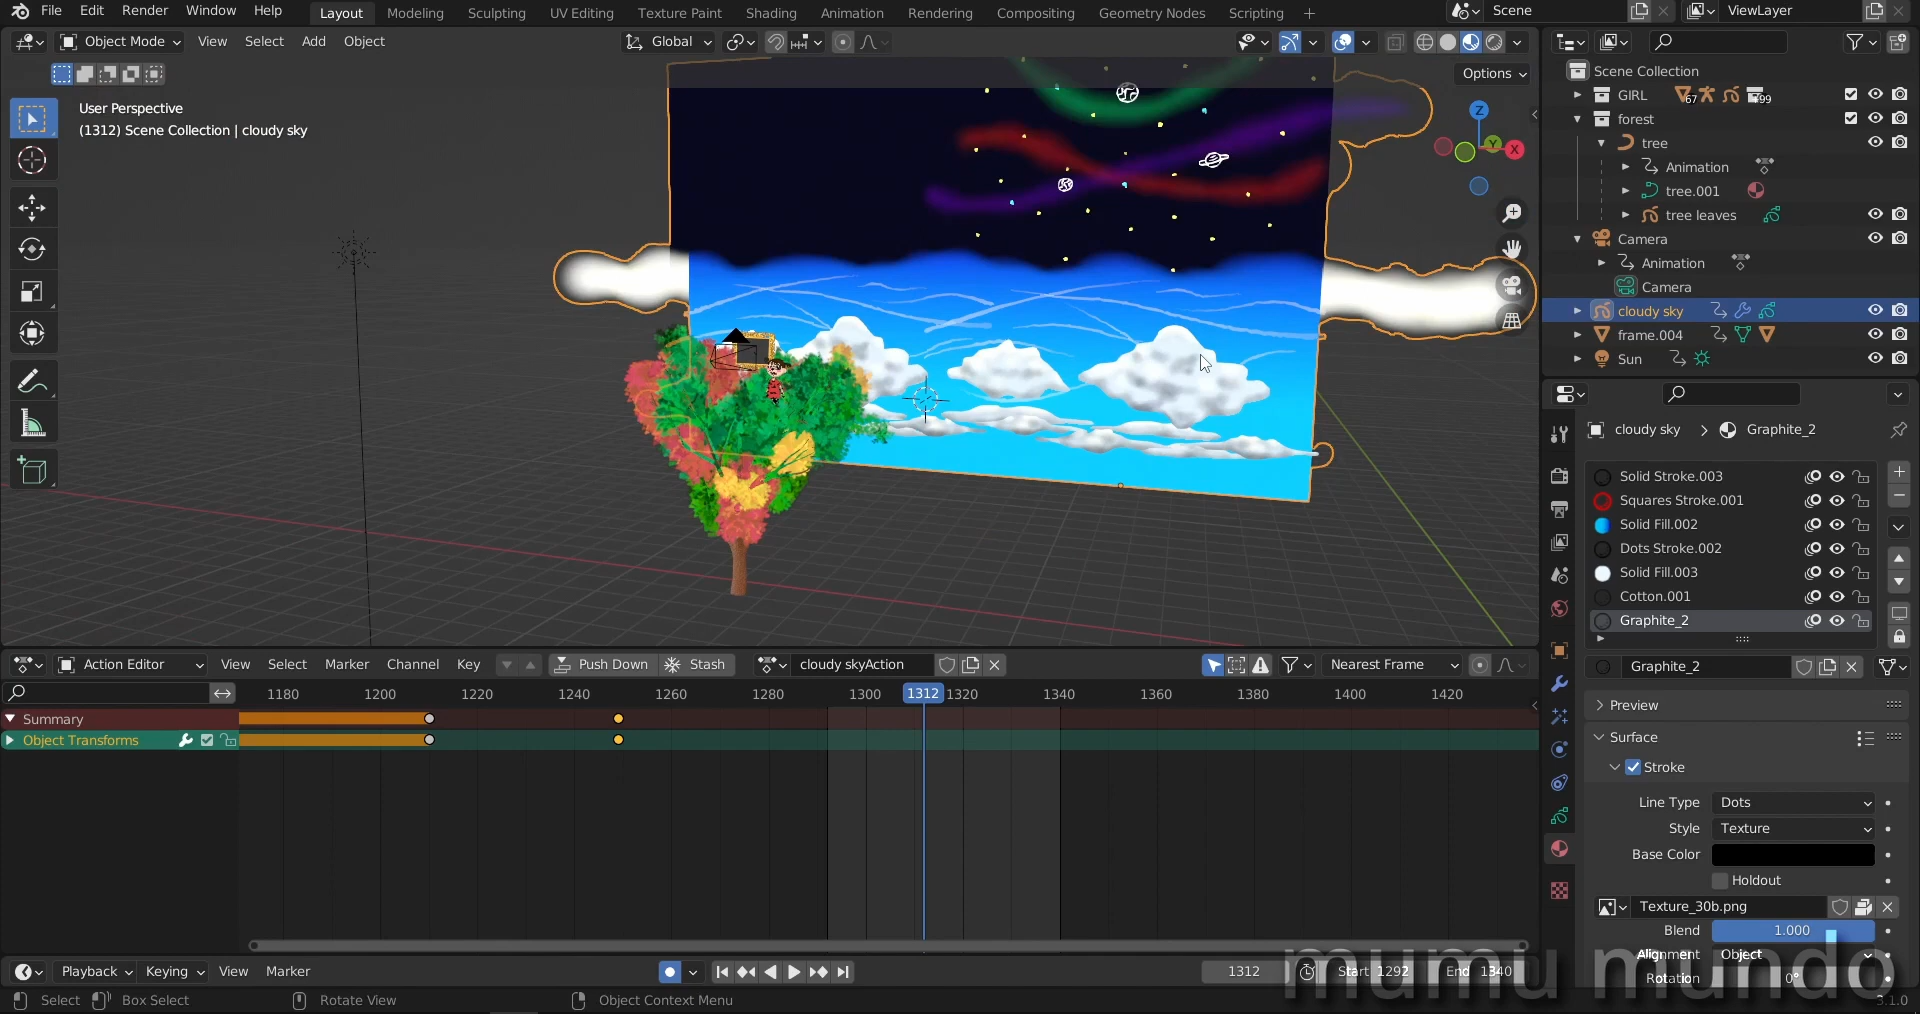 File Edit Render Window Help Layout Modeling Sculpting UV Editing Texture Paint Shading Animation Rendering Compositing Geometry Nodes Scripting + Scene ViewLayer
Object Mode View Select Add Object Global
Options
User Perspective
(1312) Scene Collection | cloudy sky
Z
Y
X
Scene Collection
GIRL 67
forest
tree
Animation
tree.001
tree leaves
Camera
Animation
Camera
cloudy sky
frame.004
Sun
cloudy sky > Graphite_2
Solid Stroke.003
Squares Stroke.001
Solid Fill.002
Dots Stroke.002
Solid Fill.003
Cotton.001
Graphite_2
Graphite_2
Preview
Surface
Stroke
Line Type Dots
Style Texture
Base Color
Holdout
Texture_30b.png
Blend 1.000
Alignment Object
Rotation 0°
Action Editor View Select Marker Channel Key Push Down Stash cloudy skyAction Nearest Frame
1180 1200 1220 1240 1260 1280 1300 1312 1320 1340 1360 1380 1400 1420
Summary
Object Transforms
Playback Keying View Marker 1312 Start 1292 End 1340
mumu mundo
Select Box Select Rotate View Object Context Menu 3.1.0